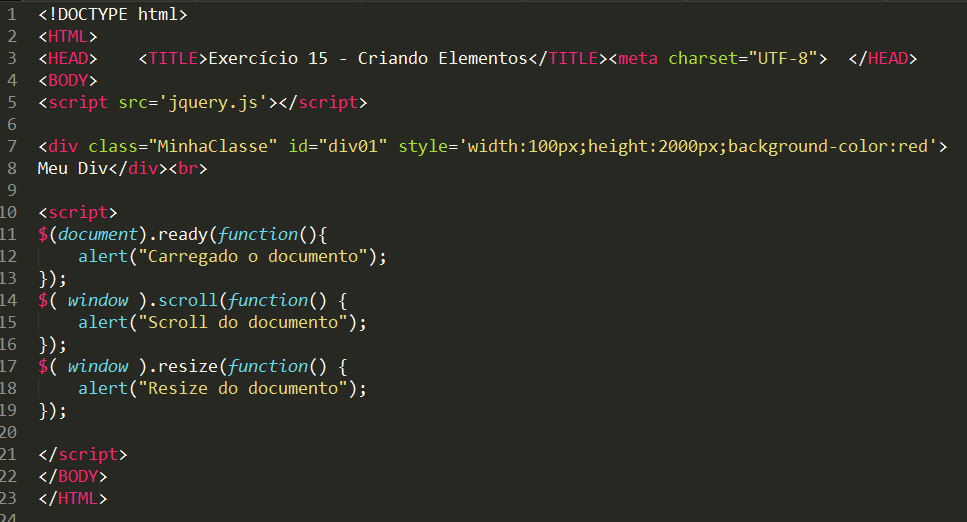 1 <!DOCTYPE html>
2 <HTML>
3 <HEAD>    <TITLE>Exercício 15 - Criando Elementos</TITLE><meta charset="UTF-8">  </HEAD>
4 <BODY>
5 <script src='jquery.js'></script>
6
7 <div class="MinhaClasse" id="div01" style='width:100px;height:2000px;background-color:red'>
8 Meu Div</div><br>
9
10 <script>
11 $(document).ready(function(){
12     alert("Carregado o documento");
13 });
14 $( window ).scroll(function() {
15     alert("Scroll do documento");
16 });
17 $( window ).resize(function() {
18     alert("Resize do documento");
19 });
20
21 </script>
22 </BODY>
23 </HTML>
24